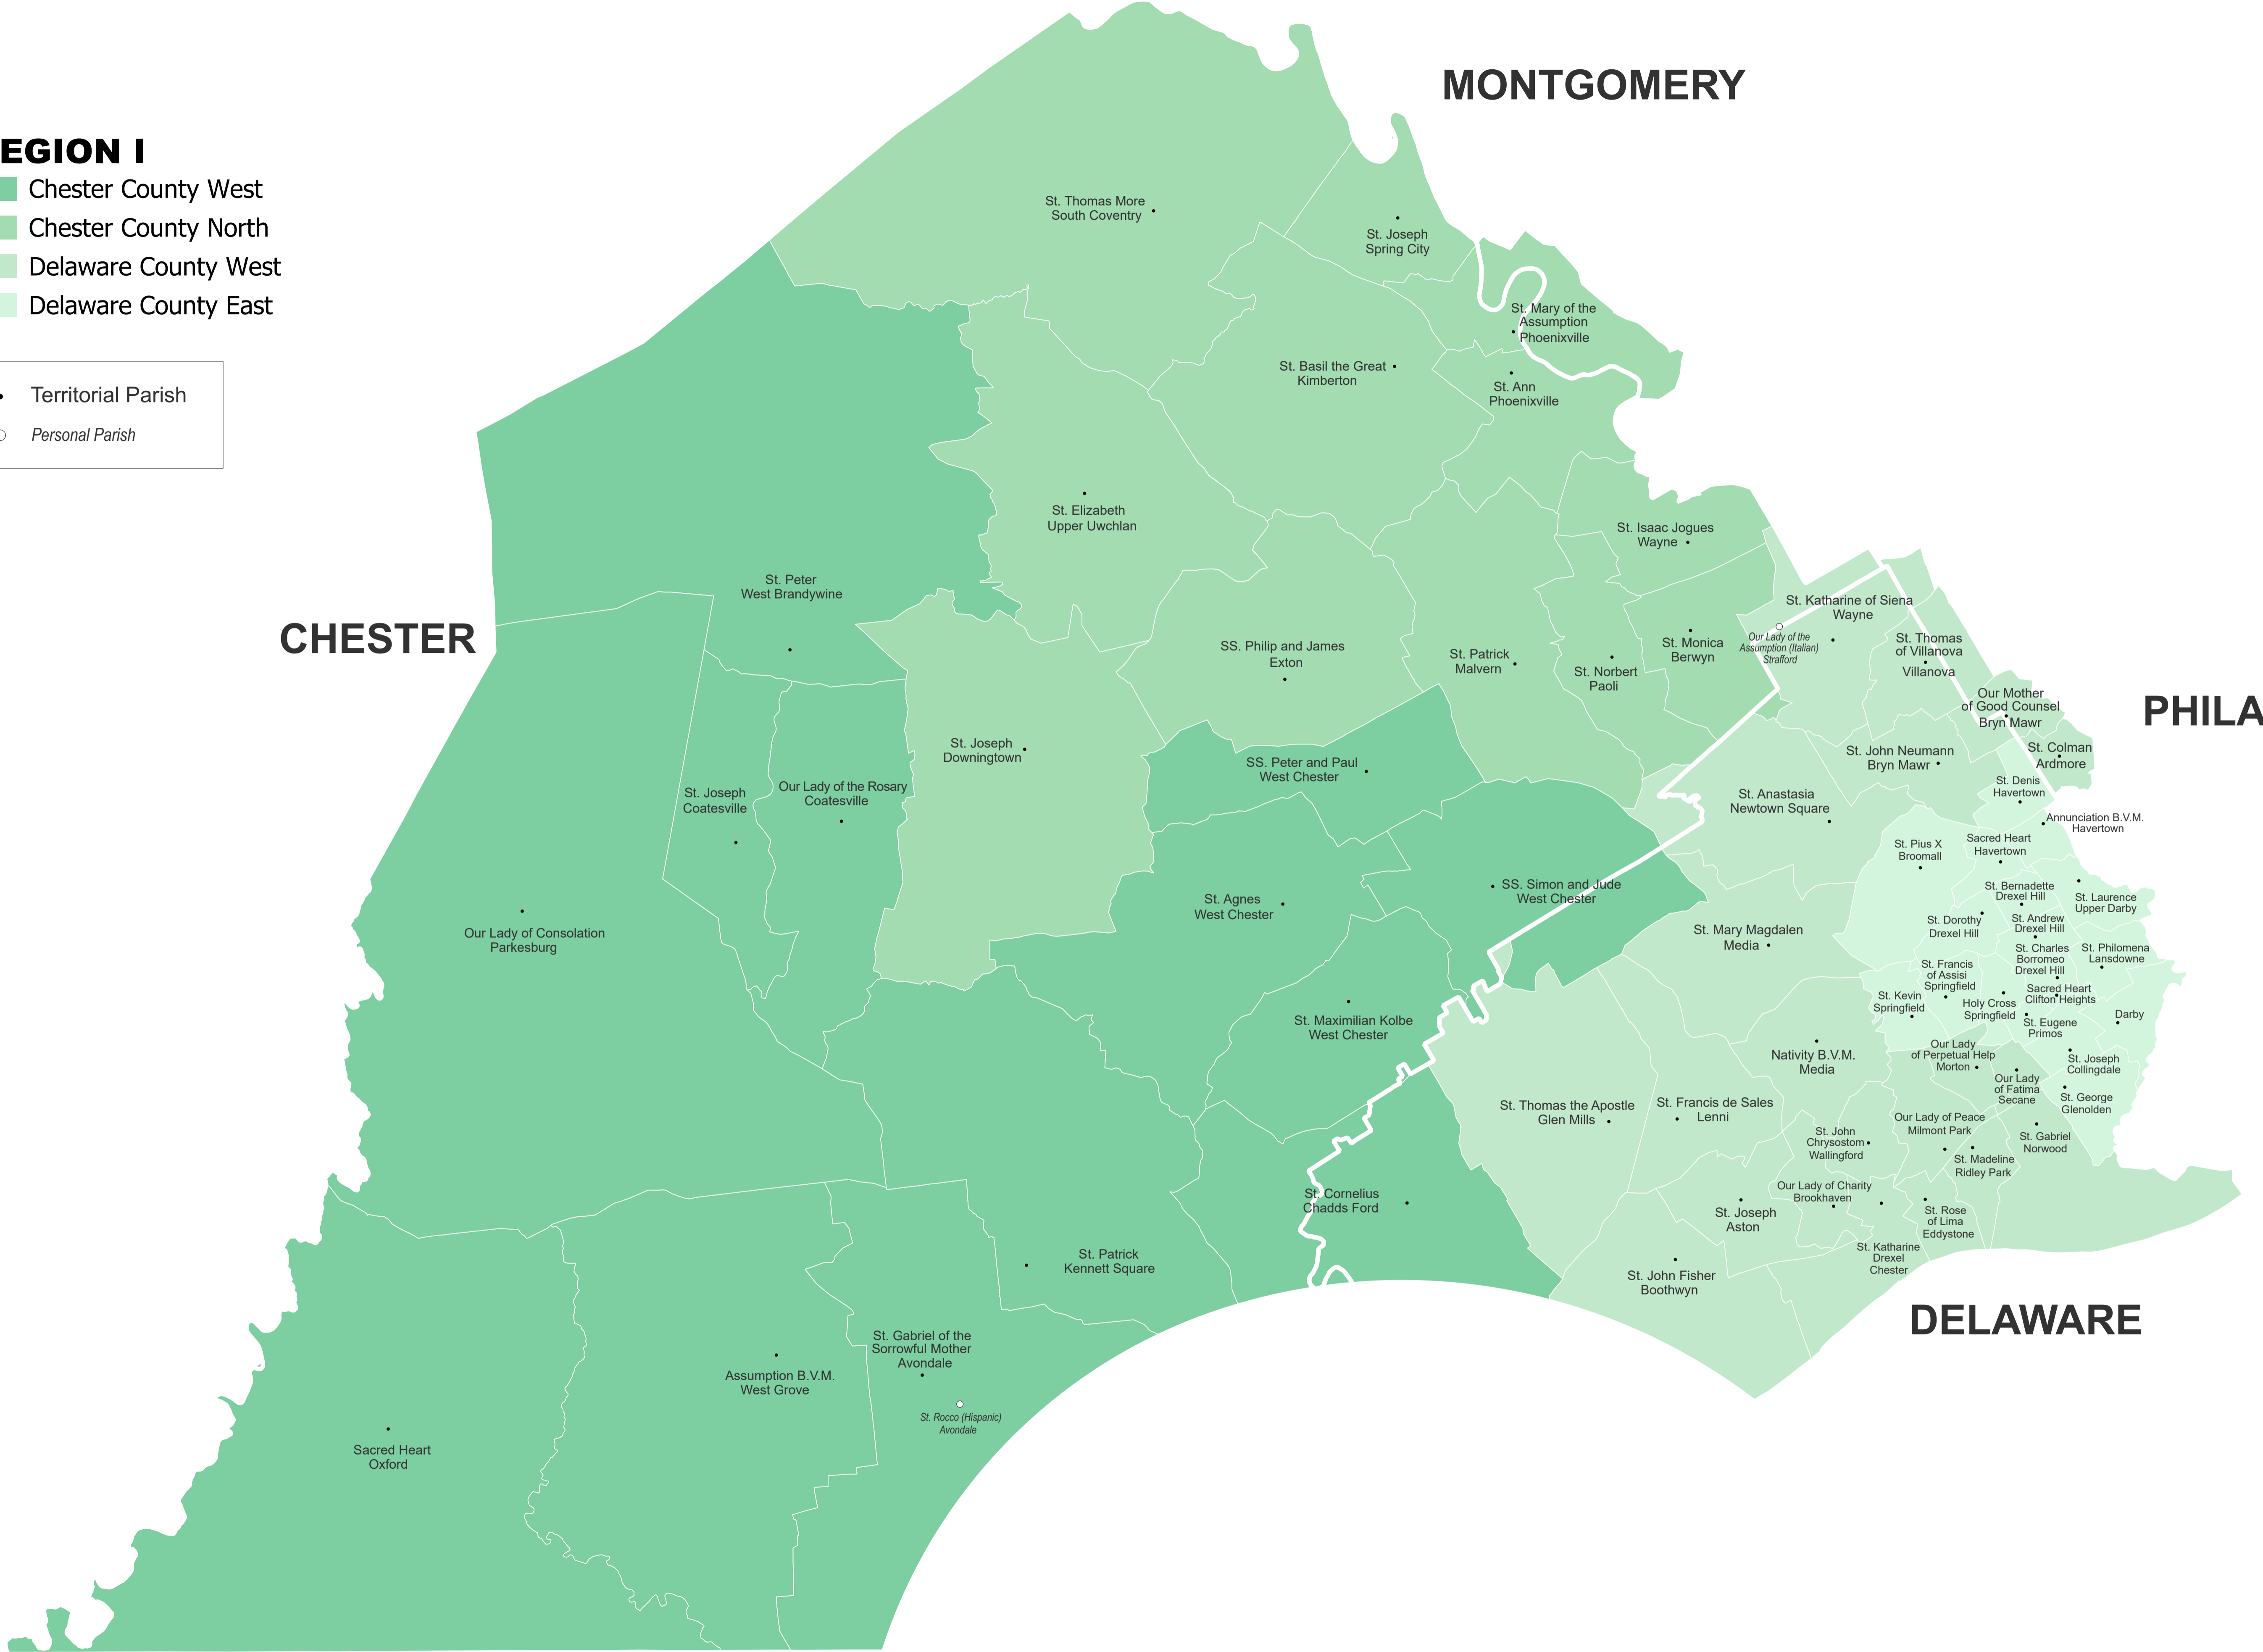 EGION I
Chester County West
Chester County North
Delaware County West
Delaware County East
Territorial Parish
Personal Parish
MONTGOMERY
CHESTER
PHILA
DELAWARE
St. Thomas More
South Coventry
St. Joseph
Spring City
St. Mary of the
Assumption
Phoenixville
St. Basil the Great
Kimberton
St. Ann
Phoenixville
St. Elizabeth
Upper Uwchlan
St. Isaac Jogues
Wayne
St. Peter
West Brandywine
St. Katharine of Siena
Wayne
Our Lady of the
Assumption (Italian)
Strafford
St. Thomas
of Villanova
Villanova
SS. Philip and James
Exton
St. Patrick
Malvern
St. Norbert
Paoli
St. Monica
Berwyn
Our Mother
of Good Counsel
Bryn Mawr
St. Joseph
Downingtown
SS. Peter and Paul
West Chester
St. John Neumann
Bryn Mawr
St. Colman
Ardmore
St. Denis
Havertown
St. Joseph
Coatesville
Our Lady of the Rosary
Coatesville
St. Anastasia
Newtown Square
Annunciation B.V.M.
Havertown
St. Pius X
Broomall
Sacred Heart
Havertown
St. Agnes
West Chester
SS. Simon and Jude
West Chester
St. Bernadette
Drexel Hill
St. Laurence
Upper Darby
St. Dorothy
Drexel Hill
St. Andrew
Drexel Hill
Our Lady of Consolation
Parkesburg
St. Mary Magdalen
Media
St. Charles
Borromeo
Drexel Hill
St. Philomena
Lansdowne
St. Francis
of Assisi
Springfield
St. Kevin
Springfield
Holy Cross
Springfield
Sacred Heart
Clifton Heights
St. Eugene
Primos
Darby
St. Maximilian Kolbe
West Chester
Nativity B.V.M.
Media
Our Lady
of Perpetual Help
Morton
St. Joseph
Collingdale
Our Lady
of Fatima
Secane
St. George
Glenolden
St. Thomas the Apostle
Glen Mills
St. Francis de Sales
Lenni
Our Lady of Peace
Milmont Park
St. John
Chrysostom
Wallingford
St. Gabriel
Norwood
St. Madeline
Ridley Park
St. Cornelius
Chadds Ford
Our Lady of Charity
Brookhaven
St. Joseph
Aston
St. Rose
of Lima
Eddystone
St. Katharine
Drexel
Chester
St. Patrick
Kennett Square
St. John Fisher
Boothwyn
St. Gabriel of the
Sorrowful Mother
Avondale
Assumption B.V.M.
West Grove
St. Rocco (Hispanic)
Avondale
Sacred Heart
Oxford